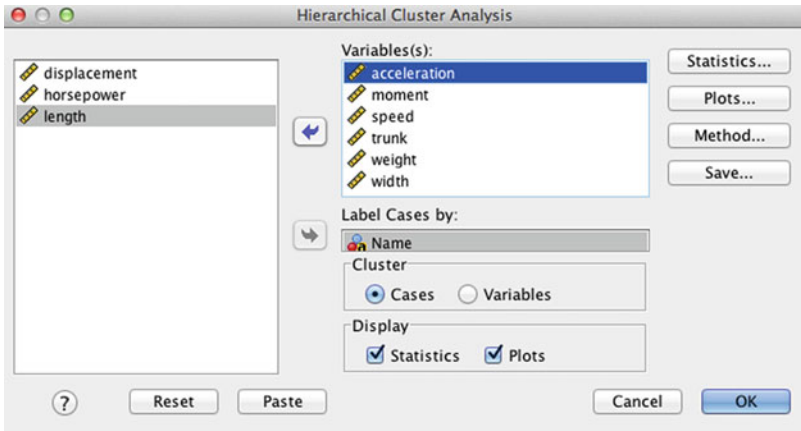 Hierarchical Cluster Analysis
displacement
horsepower
length
Variables(s):
acceleration
moment
speed
trunk
weight
width
Label Cases by:
Name
Cluster
Cases Variables
Display
Statistics Plots
Statistics...
Plots...
Method...
Save...
? Reset Paste Cancel OK